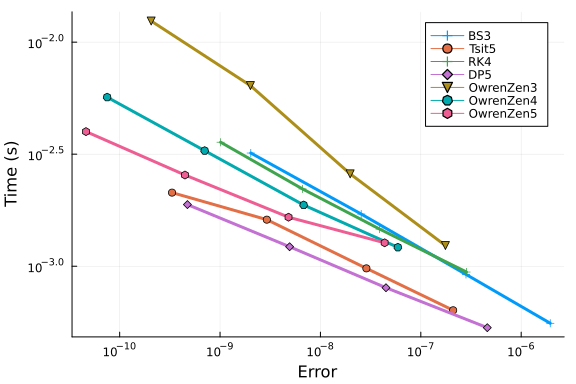 10⁻²·⁰
10⁻²·⁵
10⁻³·⁰
Time (s)
BS3
Tsit5
RK4
DP5
OwrenZen3
OwrenZen4
OwrenZen5
10⁻¹⁰ 10⁻⁹ 10⁻⁸ 10⁻⁷ 10⁻⁶
Error